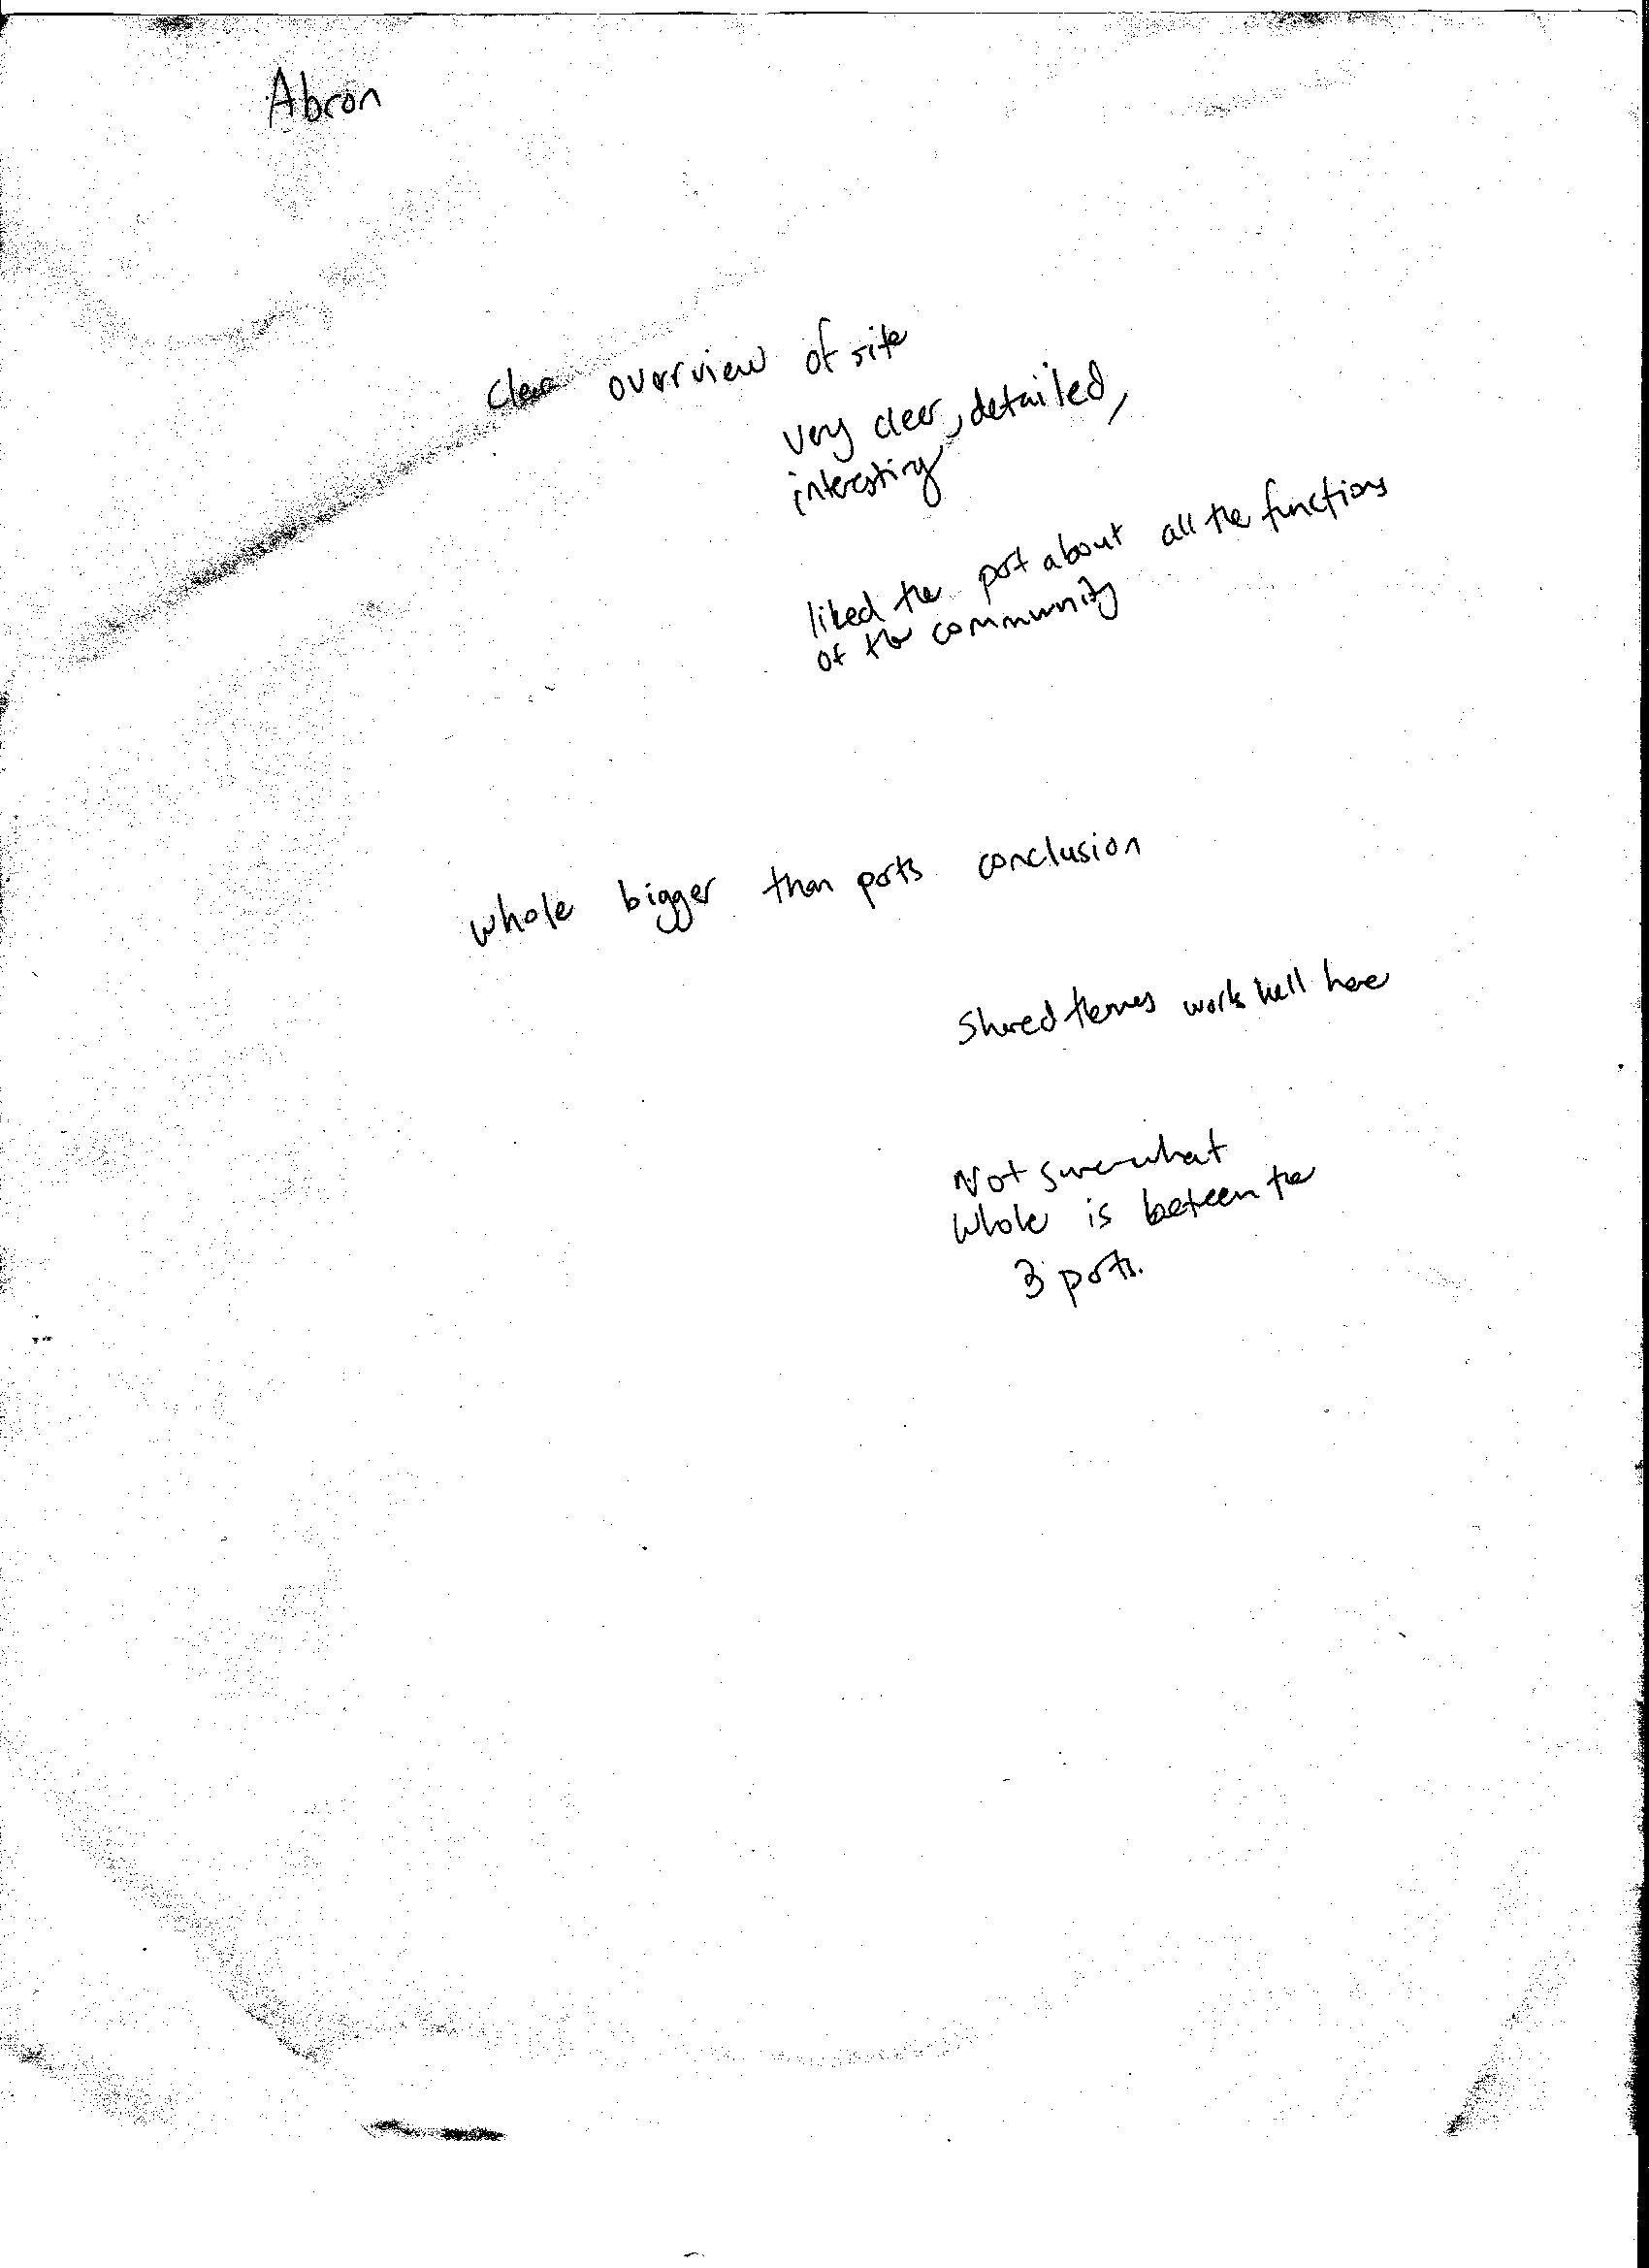 Abron
clear overview of site
very clear, detailed,
interesting
liked the part about all the functions
of the community
whole bigger than parts conclusion
Shared themes work well here
Not sure what
whole is beteen the
3 parts.